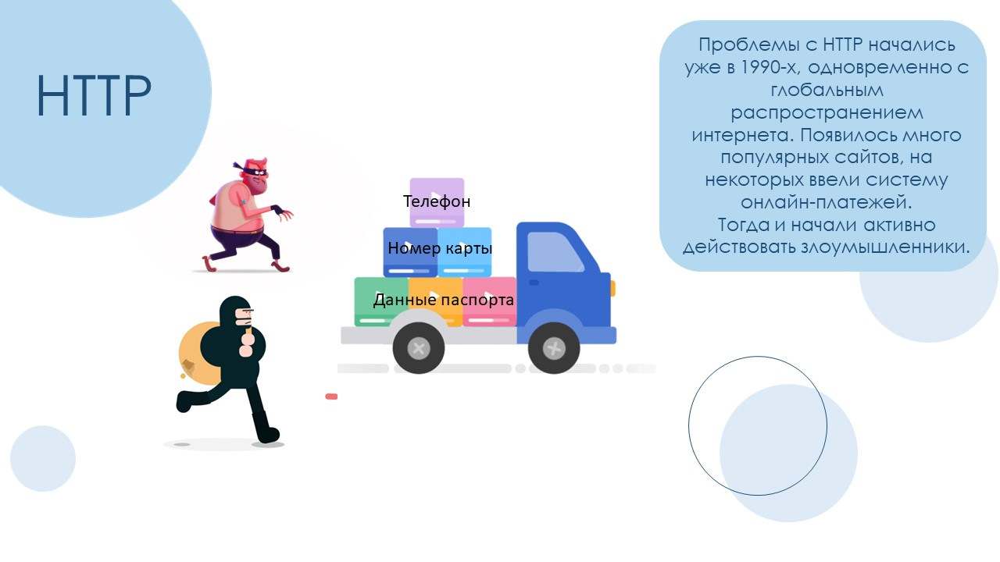 HTTP
Проблемы с HTTP начались
уже в 1990-х, одновременно с
глобальным
распространением
интернета. Появилось много
популярных сайтов, на
некоторых ввели систему
онлайн-платежей.
Тогда и начали активно
действовать злоумышленники.
Телефон
Номер карты
Данные паспорта